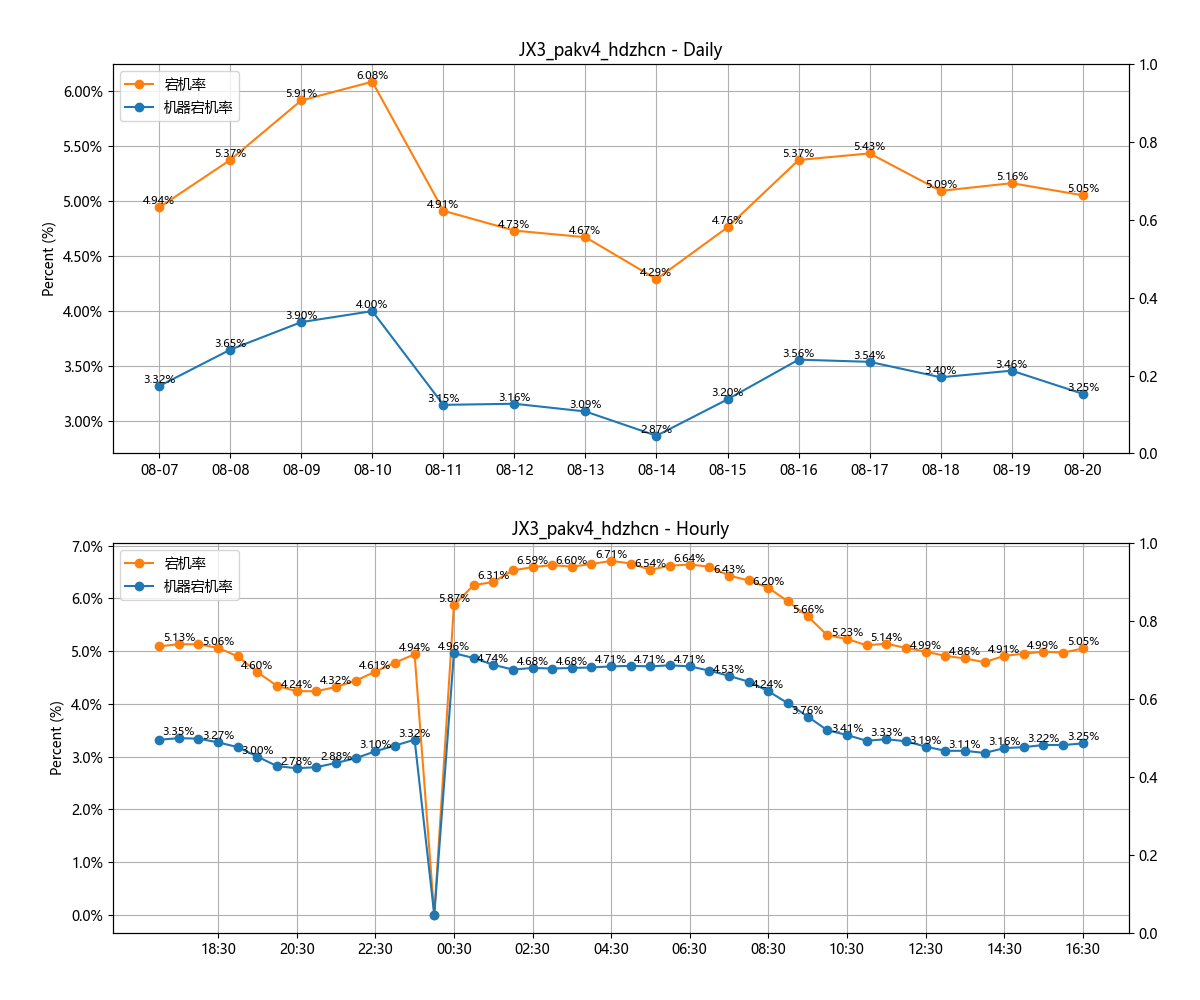 JX3_pakv4_hdzhcn - Daily
宕机率
机器宕机率
Percent (%)
6.00%
5.50%
5.00%
4.50%
4.00%
3.50%
3.00%
1.0
0.8
0.6
0.4
0.2
0.0
4.94% 5.37% 5.91% 6.08% 4.91% 4.73% 4.67% 4.29% 4.76% 5.37% 5.43% 5.09% 5.16% 5.05%
3.32% 3.65% 3.90% 4.00% 3.15% 3.16% 3.09% 2.87% 3.20% 3.56% 3.54% 3.40% 3.46% 3.25%
08-07 08-08 08-09 08-10 08-11 08-12 08-13 08-14 08-15 08-16 08-17 08-18 08-19 08-20
JX3_pakv4_hdzhcn - Hourly
宕机率
机器宕机率
Percent (%)
7.0%
6.0%
5.0%
4.0%
3.0%
2.0%
1.0%
0.0%
1.0
0.8
0.6
0.4
0.2
0.0
5.13% 5.06% 4.60% 4.24% 4.32% 4.61% 4.94% 5.87% 6.31% 6.59% 6.60% 6.71% 6.54% 6.64% 6.43% 6.20% 5.66% 5.23% 5.14% 4.99% 4.86% 4.91% 4.99% 5.05%
3.35% 3.27% 3.00% 2.78% 2.88% 3.10% 3.32% 4.96% 4.74% 4.68% 4.68% 4.71% 4.71% 4.71% 4.53% 4.24% 3.76% 3.41% 3.33% 3.19% 3.11% 3.16% 3.22% 3.25%
18:30 20:30 22:30 00:30 02:30 04:30 06:30 08:30 10:30 12:30 14:30 16:30